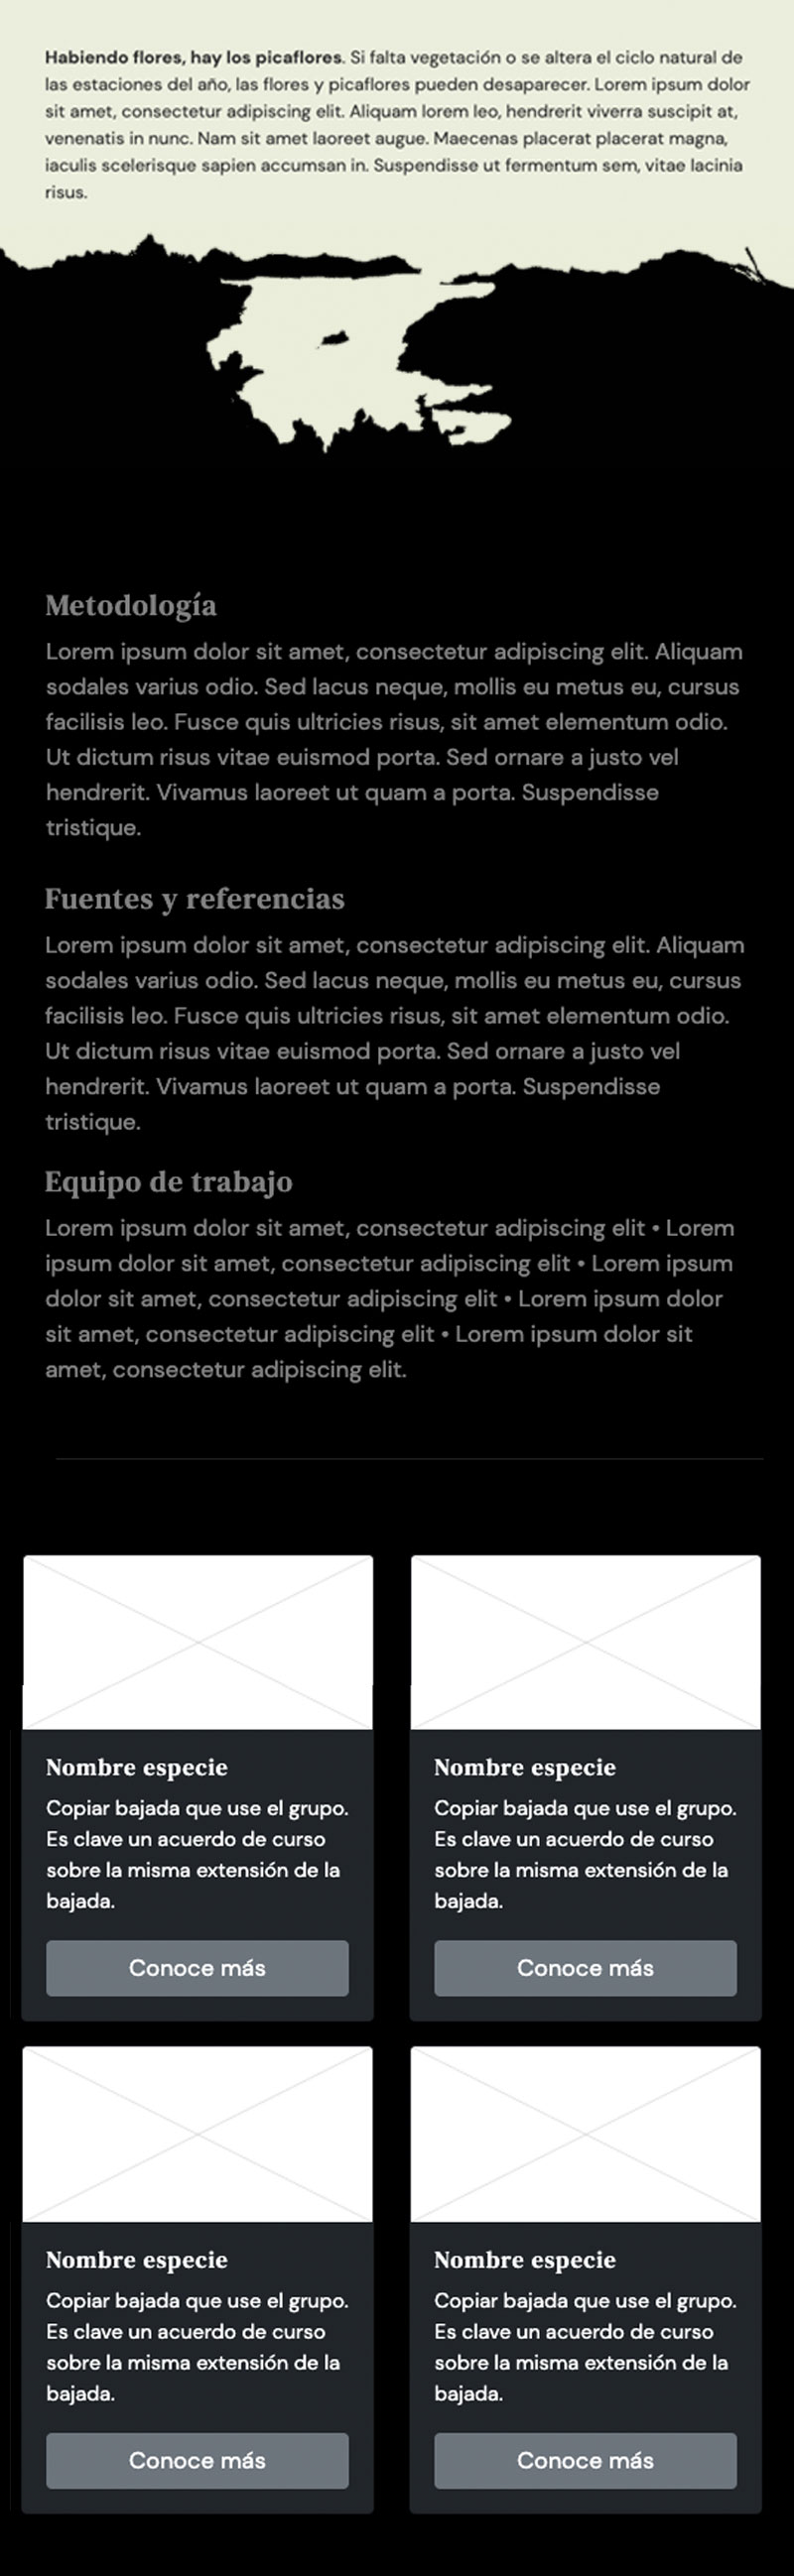 Habiendo flores, hay los picaflores. Si falta vegetación o se altera el ciclo natural de
las estaciones del año, las flores y picaflores pueden desaparecer. Lorem ipsum dolor
sit amet, consectetur adipiscing elit. Aliquam lorem leo, hendrerit viverra suscipit at,
venenatis in nunc. Nam sit amet laoreet augue. Maecenas placerat placerat magna,
iaculis scelerisque sapien accumsan in. Suspendisse ut fermentum sem, vitae lacinia
risus.
Metodología
Lorem ipsum dolor sit amet, consectetur adipiscing elit. Aliquam
sodales varius odio. Sed lacus neque, mollis eu metus eu, cursus
facilisis leo. Fusce quis ultricies risus, sit amet elementum odio.
Ut dictum risus vitae euismod porta. Sed ornare a justo vel
hendrerit. Vivamus laoreet ut quam a porta. Suspendisse
tristique.
Fuentes y referencias
Lorem ipsum dolor sit amet, consectetur adipiscing elit. Aliquam
sodales varius odio. Sed lacus neque, mollis eu metus eu, cursus
facilisis leo. Fusce quis ultricies risus, sit amet elementum odio.
Ut dictum risus vitae euismod porta. Sed ornare a justo vel
hendrerit. Vivamus laoreet ut quam a porta. Suspendisse
tristique.
Equipo de trabajo
Lorem ipsum dolor sit amet, consectetur adipiscing elit • Lorem
ipsum dolor sit amet, consectetur adipiscing elit • Lorem ipsum
dolor sit amet, consectetur adipiscing elit • Lorem ipsum dolor
sit amet, consectetur adipiscing elit • Lorem ipsum dolor sit
amet, consectetur adipiscing elit.
Nombre especie
Copiar bajada que use el grupo.
Es clave un acuerdo de curso
sobre la misma extensión de la
bajada.
Conoce más
Nombre especie
Copiar bajada que use el grupo.
Es clave un acuerdo de curso
sobre la misma extensión de la
bajada.
Conoce más
Nombre especie
Copiar bajada que use el grupo.
Es clave un acuerdo de curso
sobre la misma extensión de la
bajada.
Conoce más
Nombre especie
Copiar bajada que use el grupo.
Es clave un acuerdo de curso
sobre la misma extensión de la
bajada.
Conoce más